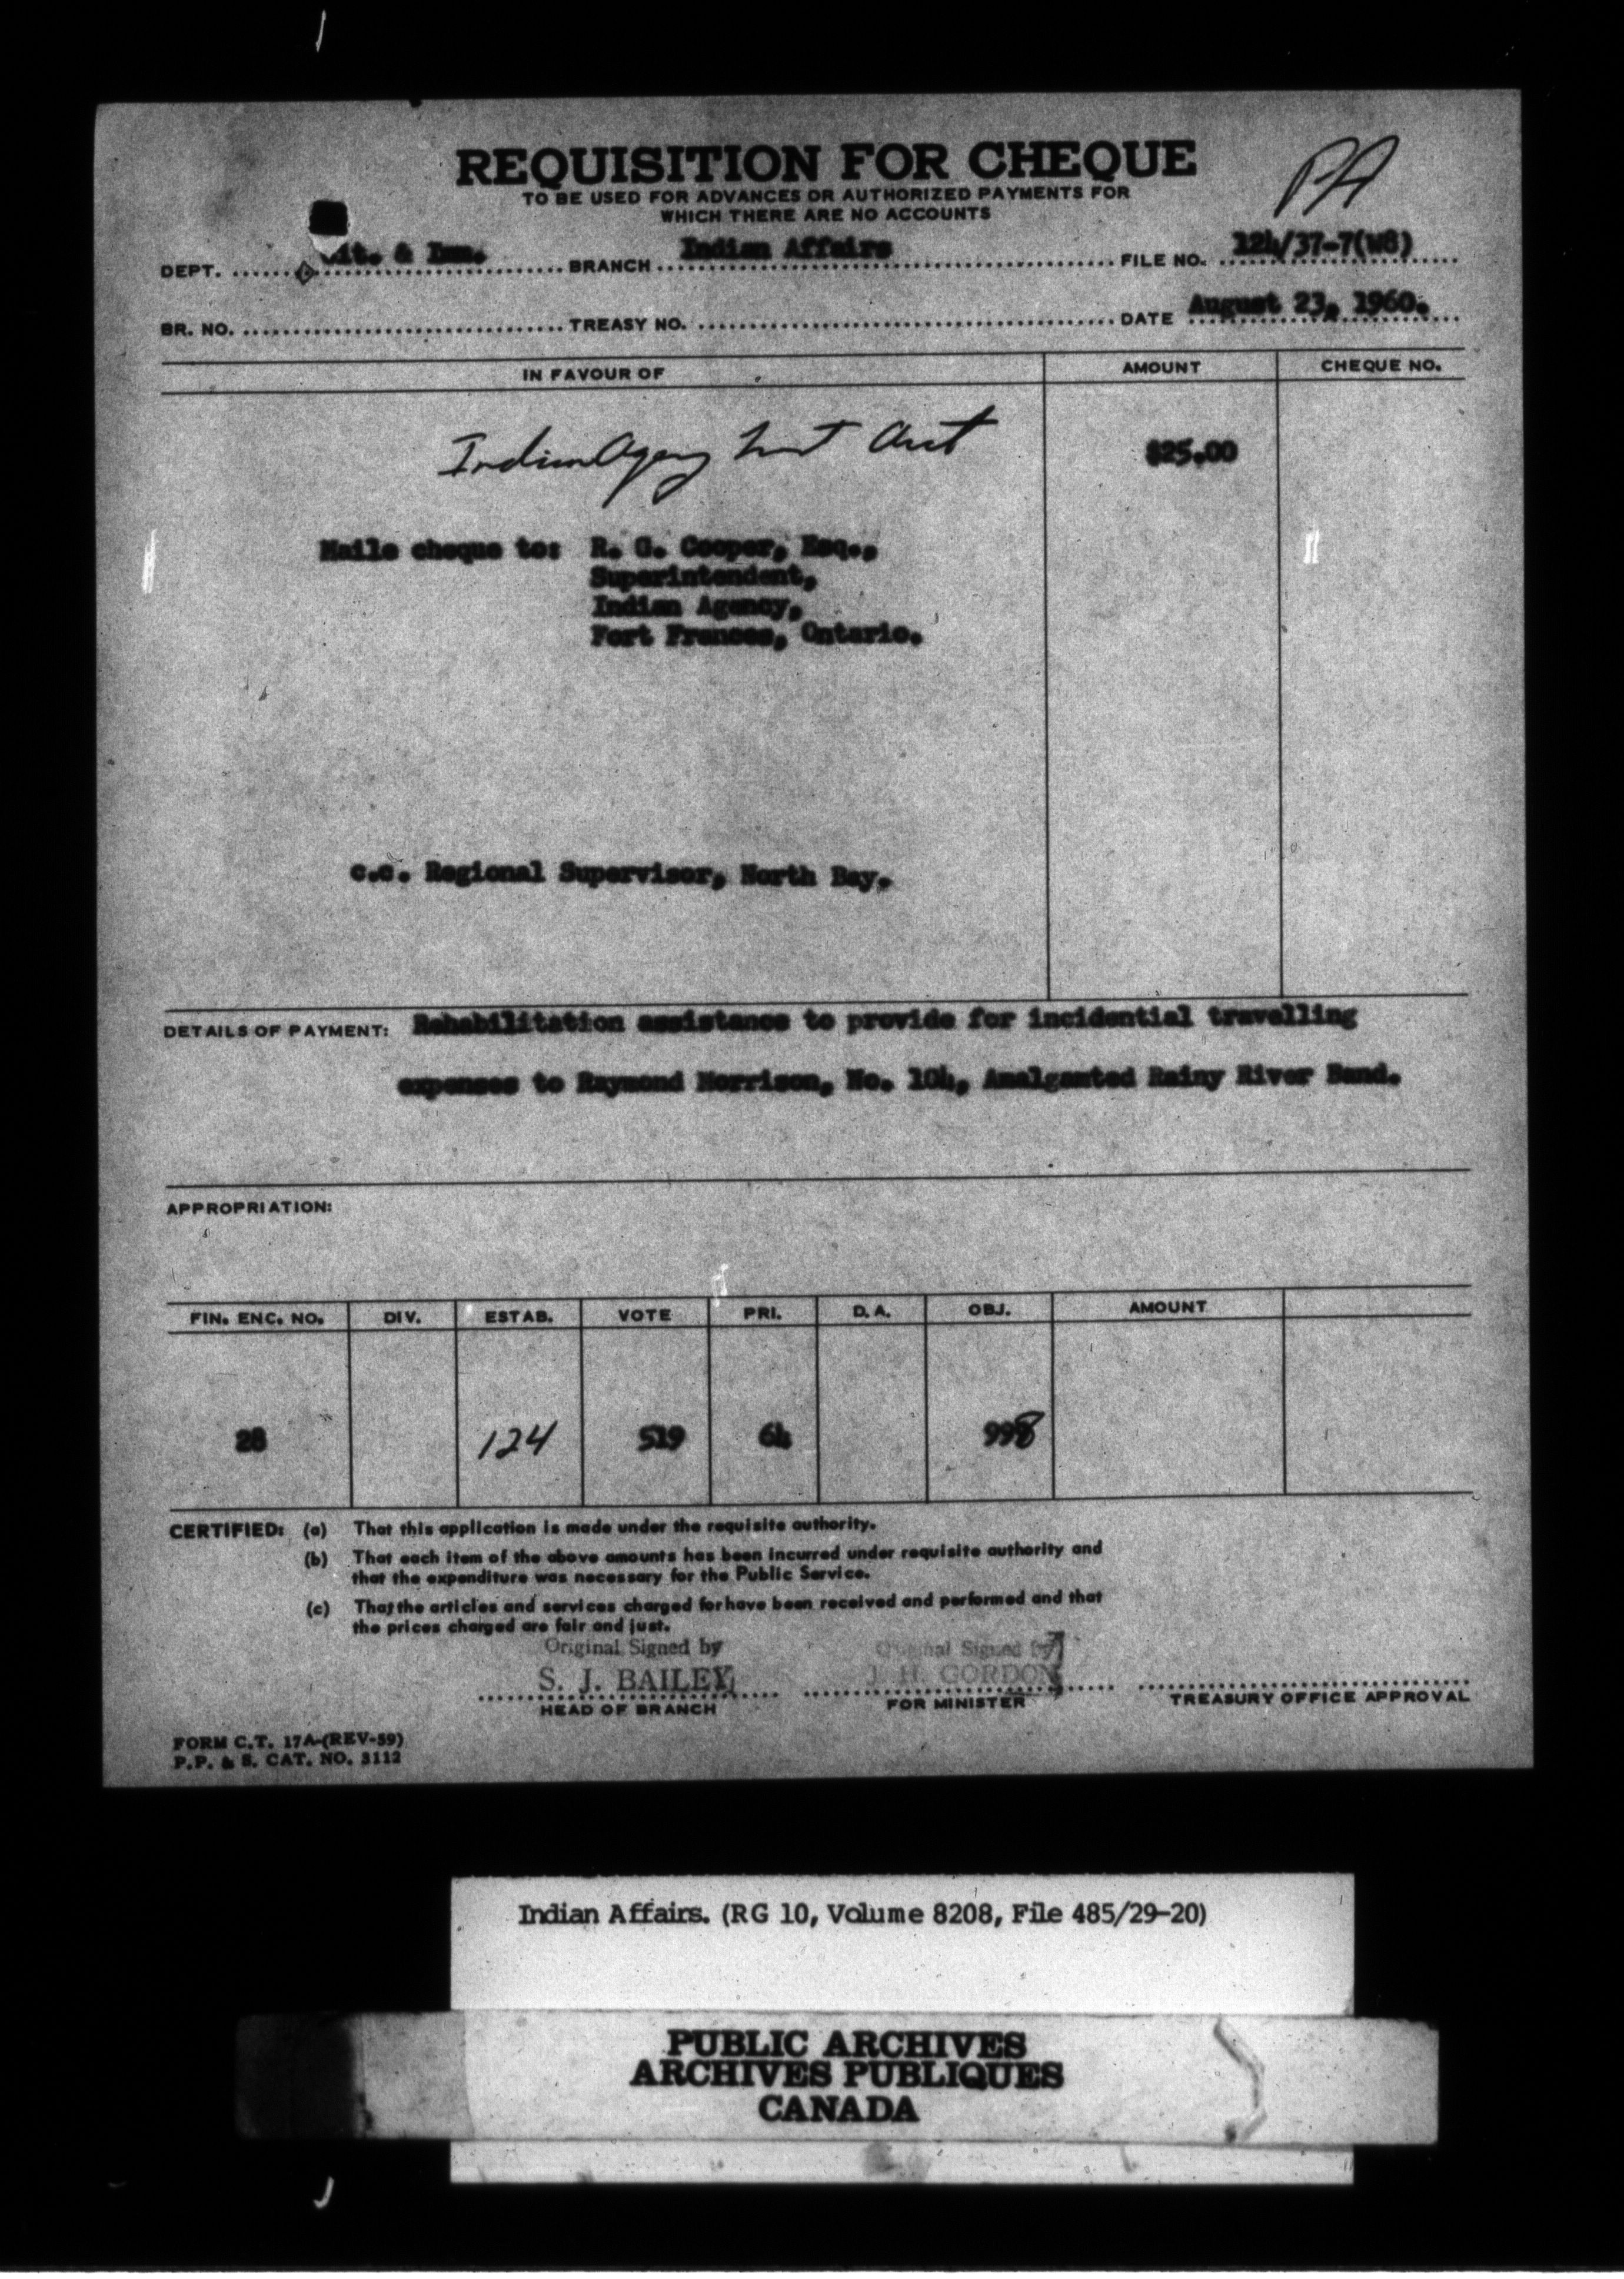 REQUISITION FOR CHEQUE
PA
TO BE USED FOR ADVANCES OR AUTHORIZED PAYMENTS FOR
WHICH THERE ARE NO ACCOUNTS
DEPT. it. & Imm. BRANCH Indian Affairs FILE NO. 124/37-7(W8)
BR. NO. TREASY NO. DATE August 23, 1960.
IN FAVOUR OF AMOUNT CHEQUE NO.
Indian Agency $25.00
Maile cheque to: R. G. Cooper, Esq.,
Superintendent,
Indian Agency,
Fort Frances, Ontario.
c.c. Regional Supervisor, North Bay.
DETAILS OF PAYMENT: Rehabilitation assistance to provide for incidential travelling
expenses to Raymond Morrison, No. 104, Amalgamted Rainy River Band.
APPROPRIATION:
FIN. ENC. NO. DIV. ESTAB. VOTE PRI. D.A. OBJ. AMOUNT
28 124 519 64 998
CERTIFIED: (a) That this application is made under the requisite authority.
(b) That each item of the above amounts has been incurred under requisite authority and
that the expenditure was necessary for the Public Service.
(c) That the articles and services charged for have been received and performed and that
the prices charged are fair and just.
Original Signed by Original Signed by
S. J. BAILEY J. H. GORDON
HEAD OF BRANCH FOR MINISTER TREASURY OFFICE APPROVAL
FORM C.T. 17A-(REV-59)
P.P. & S. CAT. NO. 3112
Indian Affairs. (RG 10, Volume 8208, File 485/29-20)
PUBLIC ARCHIVES
ARCHIVES PUBLIQUES
CANADA